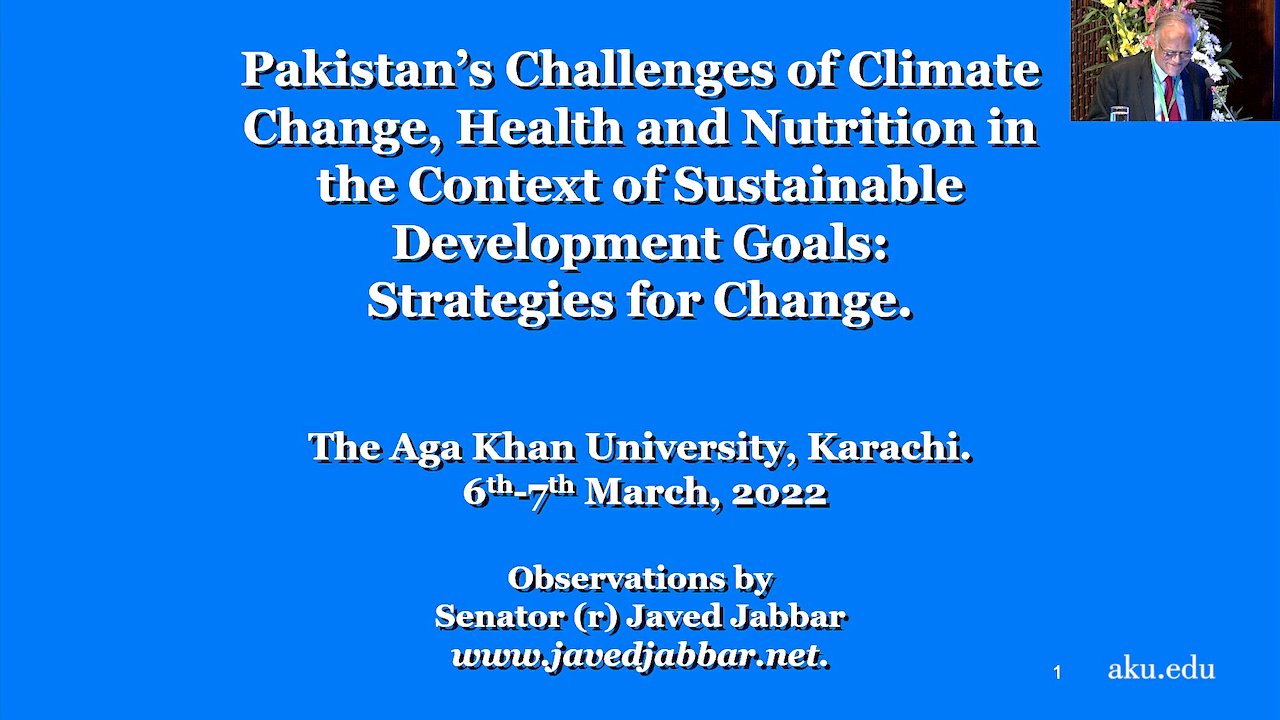 Pakistan’s Challenges of Climate
Change, Health and Nutrition in
the Context of Sustainable
Development Goals:
Strategies for Change.
The Aga Khan University, Karachi.
6th-7th March, 2022
Observations by
Senator (r) Javed Jabbar
www.javedjabbar.net.
1
aku.edu